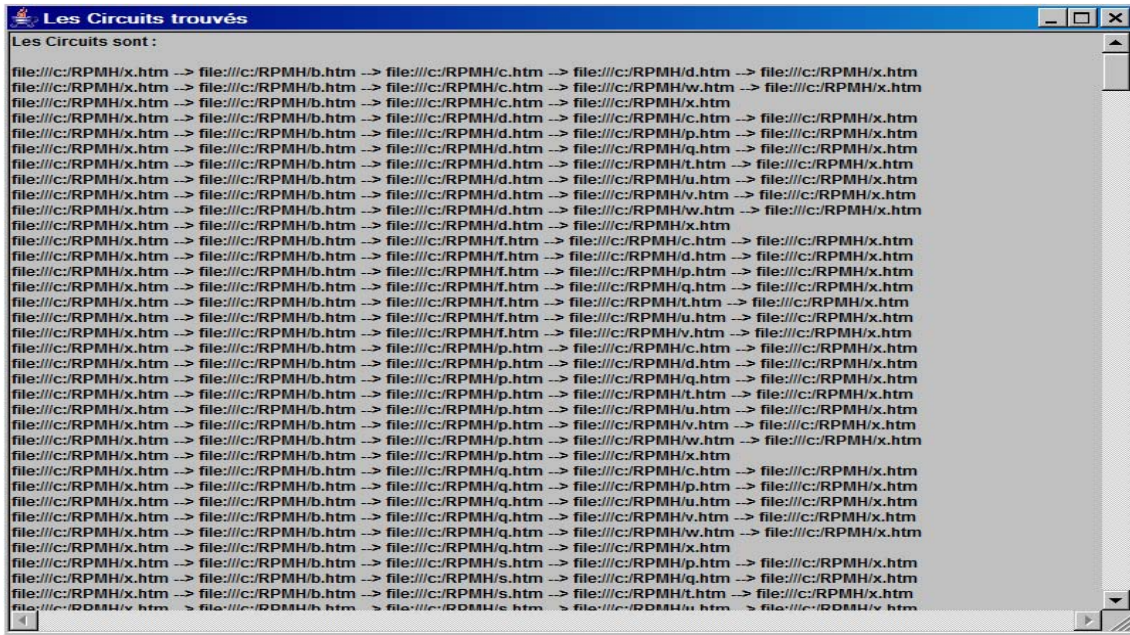 Les Circuits trouvés
Les Circuits sont :
file:///c:/RPMH/x.htm --> file:///c:/RPMH/b.htm --> file:///c:/RPMH/c.htm --> file:///c:/RPMH/d.htm --> file:///c:/RPMH/x.htm
file:///c:/RPMH/x.htm --> file:///c:/RPMH/b.htm --> file:///c:/RPMH/c.htm --> file:///c:/RPMH/w.htm --> file:///c:/RPMH/x.htm
file:///c:/RPMH/x.htm --> file:///c:/RPMH/b.htm --> file:///c:/RPMH/c.htm --> file:///c:/RPMH/x.htm
file:///c:/RPMH/x.htm --> file:///c:/RPMH/b.htm --> file:///c:/RPMH/d.htm --> file:///c:/RPMH/c.htm --> file:///c:/RPMH/x.htm
file:///c:/RPMH/x.htm --> file:///c:/RPMH/b.htm --> file:///c:/RPMH/d.htm --> file:///c:/RPMH/p.htm --> file:///c:/RPMH/x.htm
file:///c:/RPMH/x.htm --> file:///c:/RPMH/b.htm --> file:///c:/RPMH/d.htm --> file:///c:/RPMH/q.htm --> file:///c:/RPMH/x.htm
file:///c:/RPMH/x.htm --> file:///c:/RPMH/b.htm --> file:///c:/RPMH/d.htm --> file:///c:/RPMH/t.htm --> file:///c:/RPMH/x.htm
file:///c:/RPMH/x.htm --> file:///c:/RPMH/b.htm --> file:///c:/RPMH/d.htm --> file:///c:/RPMH/u.htm --> file:///c:/RPMH/x.htm
file:///c:/RPMH/x.htm --> file:///c:/RPMH/b.htm --> file:///c:/RPMH/d.htm --> file:///c:/RPMH/v.htm --> file:///c:/RPMH/x.htm
file:///c:/RPMH/x.htm --> file:///c:/RPMH/b.htm --> file:///c:/RPMH/d.htm --> file:///c:/RPMH/w.htm --> file:///c:/RPMH/x.htm
file:///c:/RPMH/x.htm --> file:///c:/RPMH/b.htm --> file:///c:/RPMH/d.htm --> file:///c:/RPMH/x.htm
file:///c:/RPMH/x.htm --> file:///c:/RPMH/b.htm --> file:///c:/RPMH/f.htm --> file:///c:/RPMH/c.htm --> file:///c:/RPMH/x.htm
file:///c:/RPMH/x.htm --> file:///c:/RPMH/b.htm --> file:///c:/RPMH/f.htm --> file:///c:/RPMH/d.htm --> file:///c:/RPMH/x.htm
file:///c:/RPMH/x.htm --> file:///c:/RPMH/b.htm --> file:///c:/RPMH/f.htm --> file:///c:/RPMH/p.htm --> file:///c:/RPMH/x.htm
file:///c:/RPMH/x.htm --> file:///c:/RPMH/b.htm --> file:///c:/RPMH/f.htm --> file:///c:/RPMH/q.htm --> file:///c:/RPMH/x.htm
file:///c:/RPMH/x.htm --> file:///c:/RPMH/b.htm --> file:///c:/RPMH/f.htm --> file:///c:/RPMH/t.htm --> file:///c:/RPMH/x.htm
file:///c:/RPMH/x.htm --> file:///c:/RPMH/b.htm --> file:///c:/RPMH/f.htm --> file:///c:/RPMH/u.htm --> file:///c:/RPMH/x.htm
file:///c:/RPMH/x.htm --> file:///c:/RPMH/b.htm --> file:///c:/RPMH/f.htm --> file:///c:/RPMH/v.htm --> file:///c:/RPMH/x.htm
file:///c:/RPMH/x.htm --> file:///c:/RPMH/b.htm --> file:///c:/RPMH/p.htm --> file:///c:/RPMH/c.htm --> file:///c:/RPMH/x.htm
file:///c:/RPMH/x.htm --> file:///c:/RPMH/b.htm --> file:///c:/RPMH/p.htm --> file:///c:/RPMH/d.htm --> file:///c:/RPMH/x.htm
file:///c:/RPMH/x.htm --> file:///c:/RPMH/b.htm --> file:///c:/RPMH/p.htm --> file:///c:/RPMH/q.htm --> file:///c:/RPMH/x.htm
file:///c:/RPMH/x.htm --> file:///c:/RPMH/b.htm --> file:///c:/RPMH/p.htm --> file:///c:/RPMH/t.htm --> file:///c:/RPMH/x.htm
file:///c:/RPMH/x.htm --> file:///c:/RPMH/b.htm --> file:///c:/RPMH/p.htm --> file:///c:/RPMH/u.htm --> file:///c:/RPMH/x.htm
file:///c:/RPMH/x.htm --> file:///c:/RPMH/b.htm --> file:///c:/RPMH/p.htm --> file:///c:/RPMH/v.htm --> file:///c:/RPMH/x.htm
file:///c:/RPMH/x.htm --> file:///c:/RPMH/b.htm --> file:///c:/RPMH/p.htm --> file:///c:/RPMH/w.htm --> file:///c:/RPMH/x.htm
file:///c:/RPMH/x.htm --> file:///c:/RPMH/b.htm --> file:///c:/RPMH/p.htm --> file:///c:/RPMH/x.htm
file:///c:/RPMH/x.htm --> file:///c:/RPMH/b.htm --> file:///c:/RPMH/q.htm --> file:///c:/RPMH/c.htm --> file:///c:/RPMH/x.htm
file:///c:/RPMH/x.htm --> file:///c:/RPMH/b.htm --> file:///c:/RPMH/q.htm --> file:///c:/RPMH/p.htm --> file:///c:/RPMH/x.htm
file:///c:/RPMH/x.htm --> file:///c:/RPMH/b.htm --> file:///c:/RPMH/q.htm --> file:///c:/RPMH/u.htm --> file:///c:/RPMH/x.htm
file:///c:/RPMH/x.htm --> file:///c:/RPMH/b.htm --> file:///c:/RPMH/q.htm --> file:///c:/RPMH/v.htm --> file:///c:/RPMH/x.htm
file:///c:/RPMH/x.htm --> file:///c:/RPMH/b.htm --> file:///c:/RPMH/q.htm --> file:///c:/RPMH/w.htm --> file:///c:/RPMH/x.htm
file:///c:/RPMH/x.htm --> file:///c:/RPMH/b.htm --> file:///c:/RPMH/q.htm --> file:///c:/RPMH/x.htm
file:///c:/RPMH/x.htm --> file:///c:/RPMH/b.htm --> file:///c:/RPMH/s.htm --> file:///c:/RPMH/p.htm --> file:///c:/RPMH/x.htm
file:///c:/RPMH/x.htm --> file:///c:/RPMH/b.htm --> file:///c:/RPMH/s.htm --> file:///c:/RPMH/q.htm --> file:///c:/RPMH/x.htm
file:///c:/RPMH/x.htm --> file:///c:/RPMH/b.htm --> file:///c:/RPMH/s.htm --> file:///c:/RPMH/t.htm --> file:///c:/RPMH/x.htm
file:///c:/RPMH/x.htm --> file:///c:/RPMH/b.htm --> file:///c:/RPMH/s.htm --> file:///c:/RPMH/u.htm --> file:///c:/RPMH/x.htm